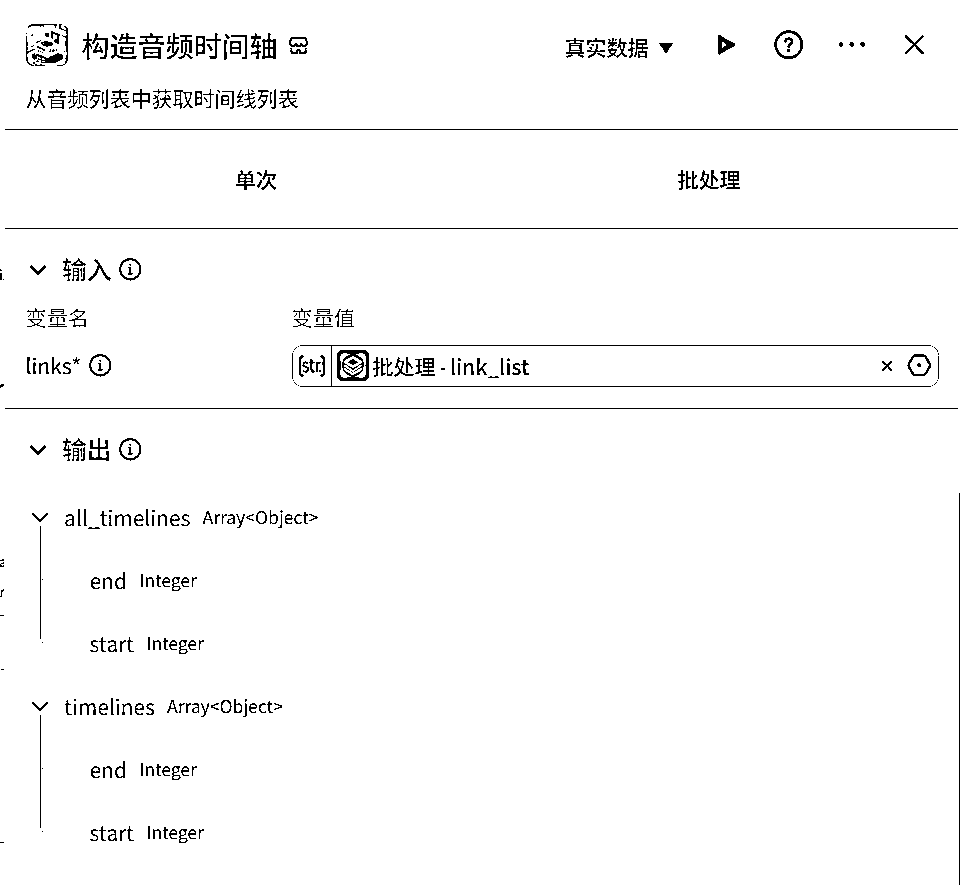 构造音频时间轴 真实数据
从音频列表中获取时间线列表
单次 批处理
输入
变量名 变量值
links* [str] 批处理 - link_list
输出
all_timelines Array<Object>
end Integer
start Integer
timelines Array<Object>
end Integer
start Integer